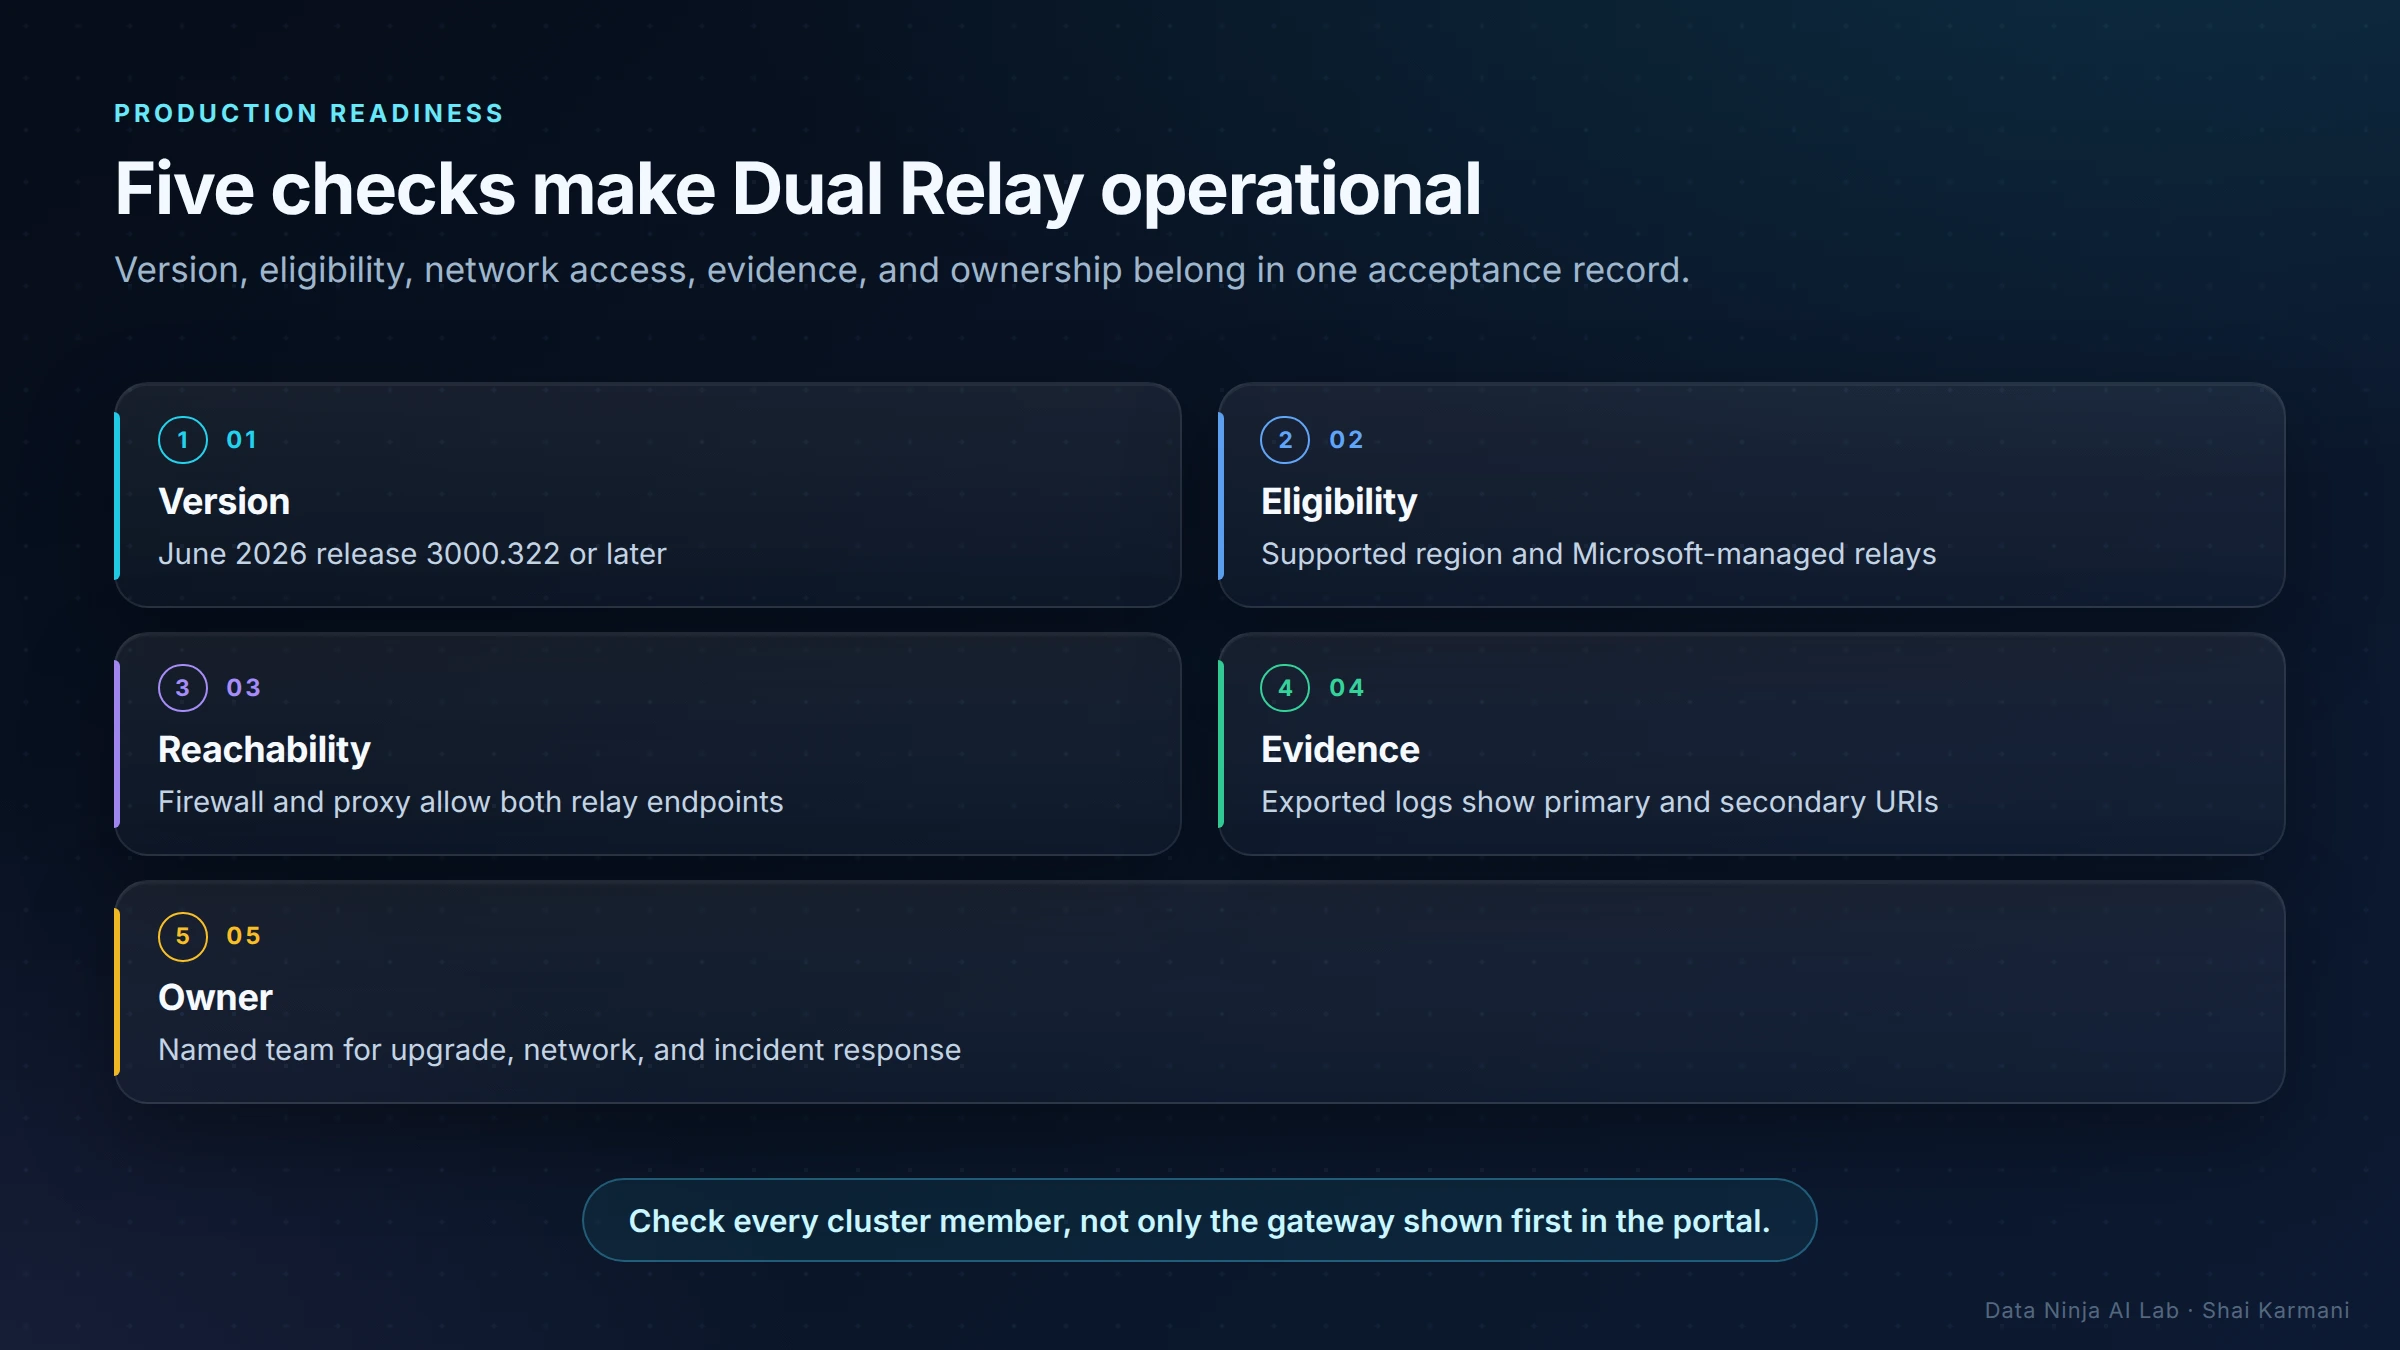 PRODUCTION READINESS
Five checks make Dual Relay operational
Version, eligibility, network access, evidence, and ownership belong in one acceptance record.
1 01
Version
June 2026 release 3000.322 or later
2 02
Eligibility
Supported region and Microsoft-managed relays
3 03
Reachability
Firewall and proxy allow both relay endpoints
4 04
Evidence
Exported logs show primary and secondary URIs
5 05
Owner
Named team for upgrade, network, and incident response
Check every cluster member, not only the gateway shown first in the portal.
Data Ninja AI Lab · Shai Karmani